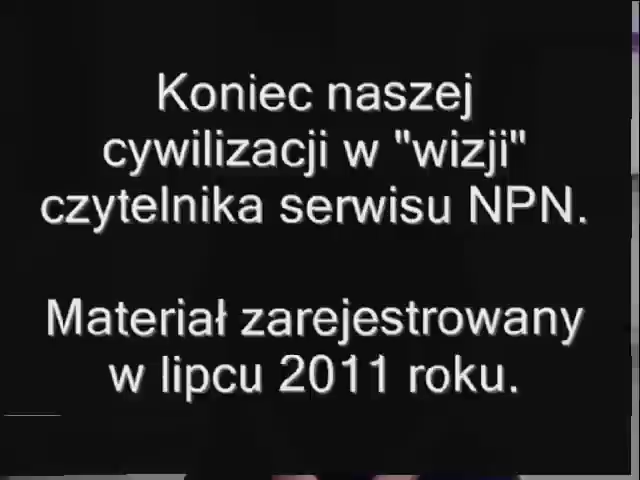 Koniec naszej
cywilizacji w "wizji"
czytelnika serwisu NPN.
Materiał zarejestrowany
w lipcu 2011 roku.